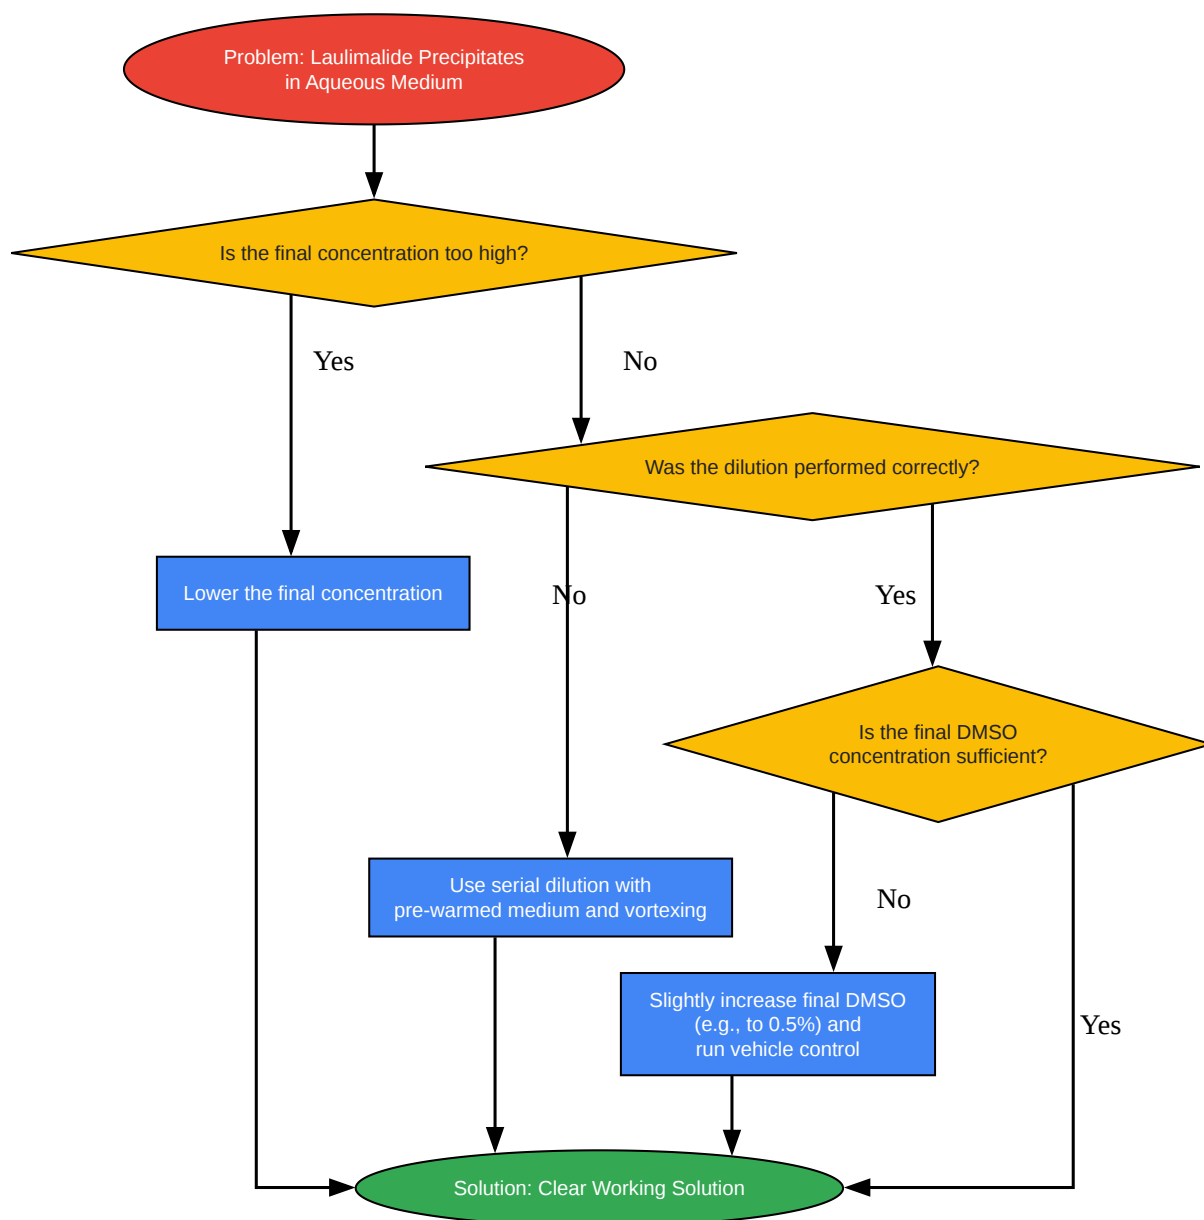 Problem: Laulimalide Precipitates
in Aqueous Medium
Is the final concentration too high?
Yes
No
Was the dilution performed correctly?
Lower the final concentration
No
Yes
Is the final DMSO
concentration sufficient?
Use serial dilution with
pre-warmed medium and vortexing
No
Slightly increase final DMSO
(e.g., to 0.5%) and
run vehicle control
Yes
Solution: Clear Working Solution